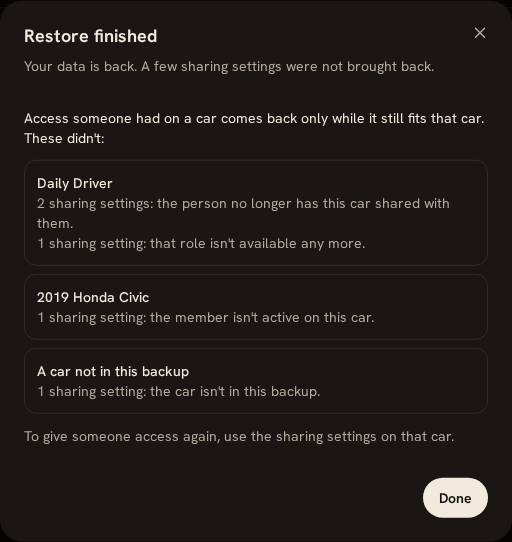 Restore finished
Your data is back. A few sharing settings were not brought back.
Access someone had on a car comes back only while it still fits that car.
These didn't:
Daily Driver
2 sharing settings: the person no longer has this car shared with
them.
1 sharing setting: that role isn't available any more.
2019 Honda Civic
1 sharing setting: the member isn't active on this car.
A car not in this backup
1 sharing setting: the car isn't in this backup.
To give someone access again, use the sharing settings on that car.
Done